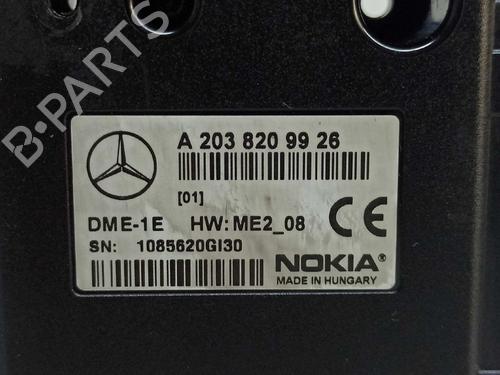 B-PARTS
A 203 820 99 26
[01]
DME-1E HW: ME2_08
SN: 1085620GI30
CE
NOKIA®
MADE IN HUNGARY